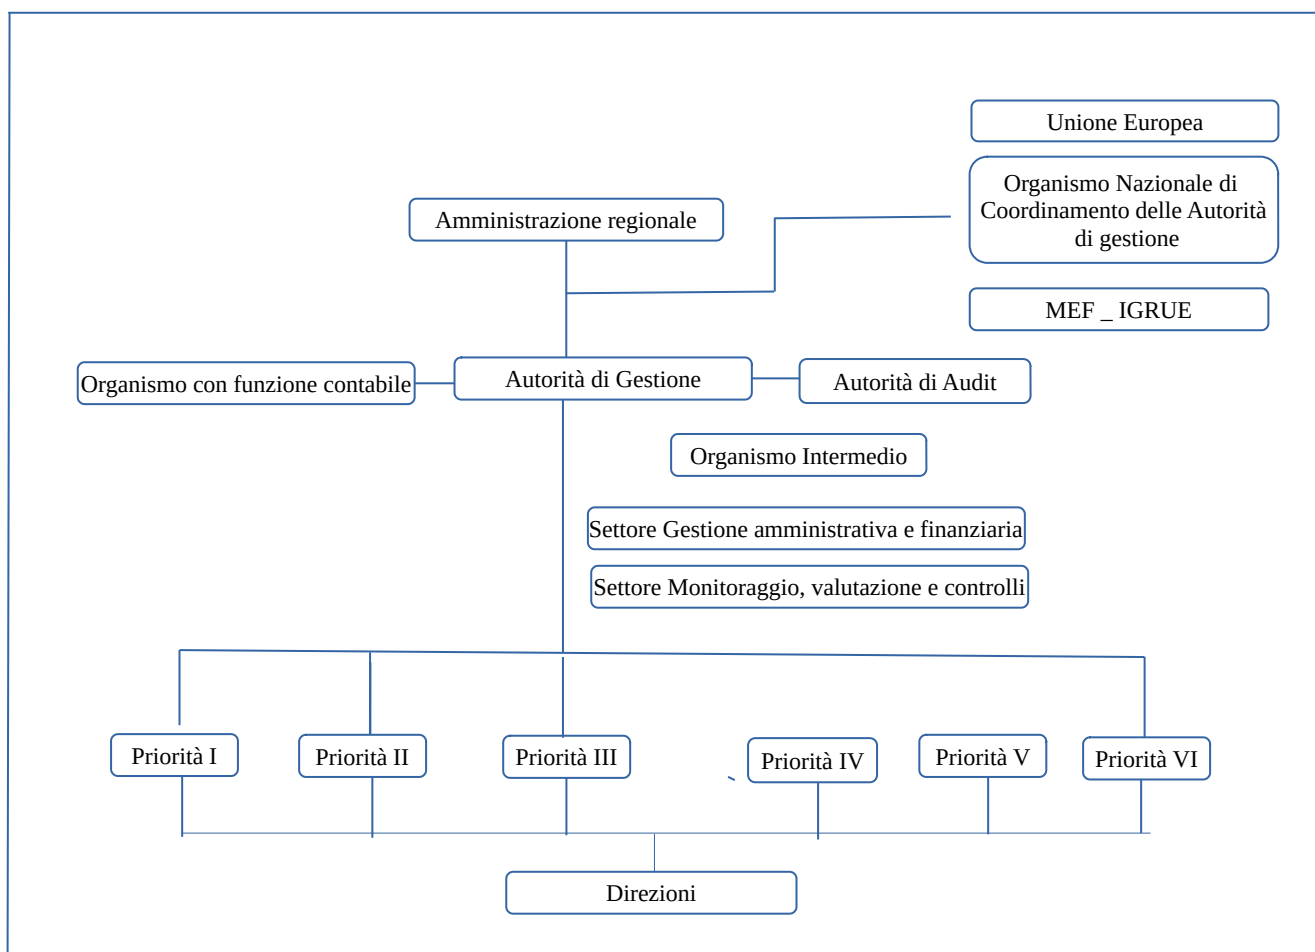 Unione Europea
Organismo Nazionale di
Coordinamento delle Autorità
di gestione
Amministrazione regionale
MEF _ IGRUE
Organismo con funzione contabile
Autorità di Gestione
Autorità di Audit
Organismo Intermedio
Settore Gestione amministrativa e finanziaria
Settore Monitoraggio, valutazione e controlli
Priorità I
Priorità II
Priorità III
Priorità IV
Priorità V
Priorità VI
Direzioni